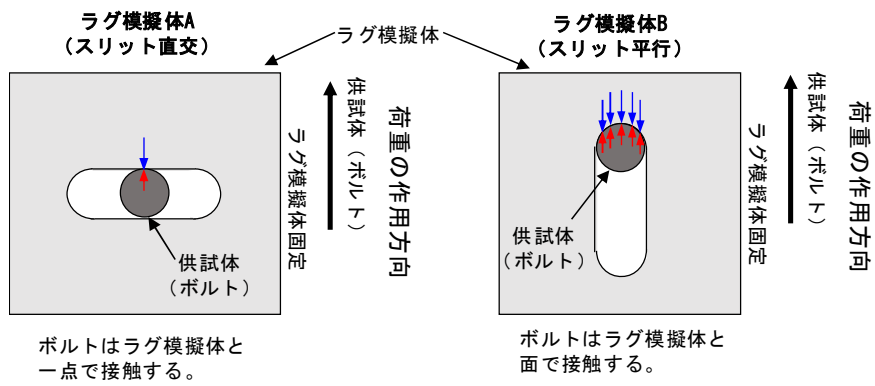 ラグ模擬体A
(スリット直交)
ラグ模擬体
ラグ模擬体B
(スリット平行)
供試体(ボルト)
ラグ模擬体固定
荷重の作用方向
供試体
(ボルト)
ボルトはラグ模擬体と
一点で接触する。
供試体(ボルト)
ラグ模擬体固定
荷重の作用方向
供試体
(ボルト)
ボルトはラグ模擬体と
面で接触する。